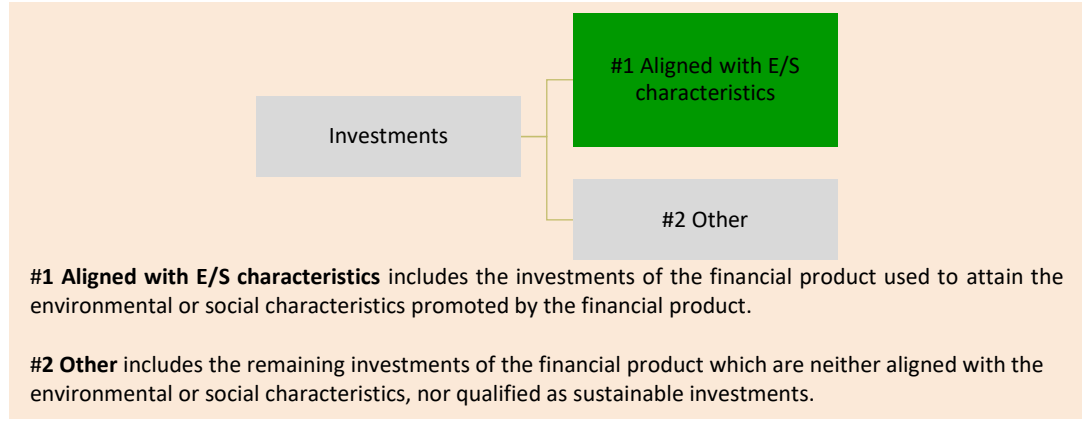 #1 Aligned with E/S
characteristics
Investments
#2 Other
#1 Aligned with E/S characteristics includes the investments of the financial product used to attain the
environmental or social characteristics promoted by the financial product.
#2 Other includes the remaining investments of the financial product which are neither aligned with the
environmental or social characteristics, nor qualified as sustainable investments.